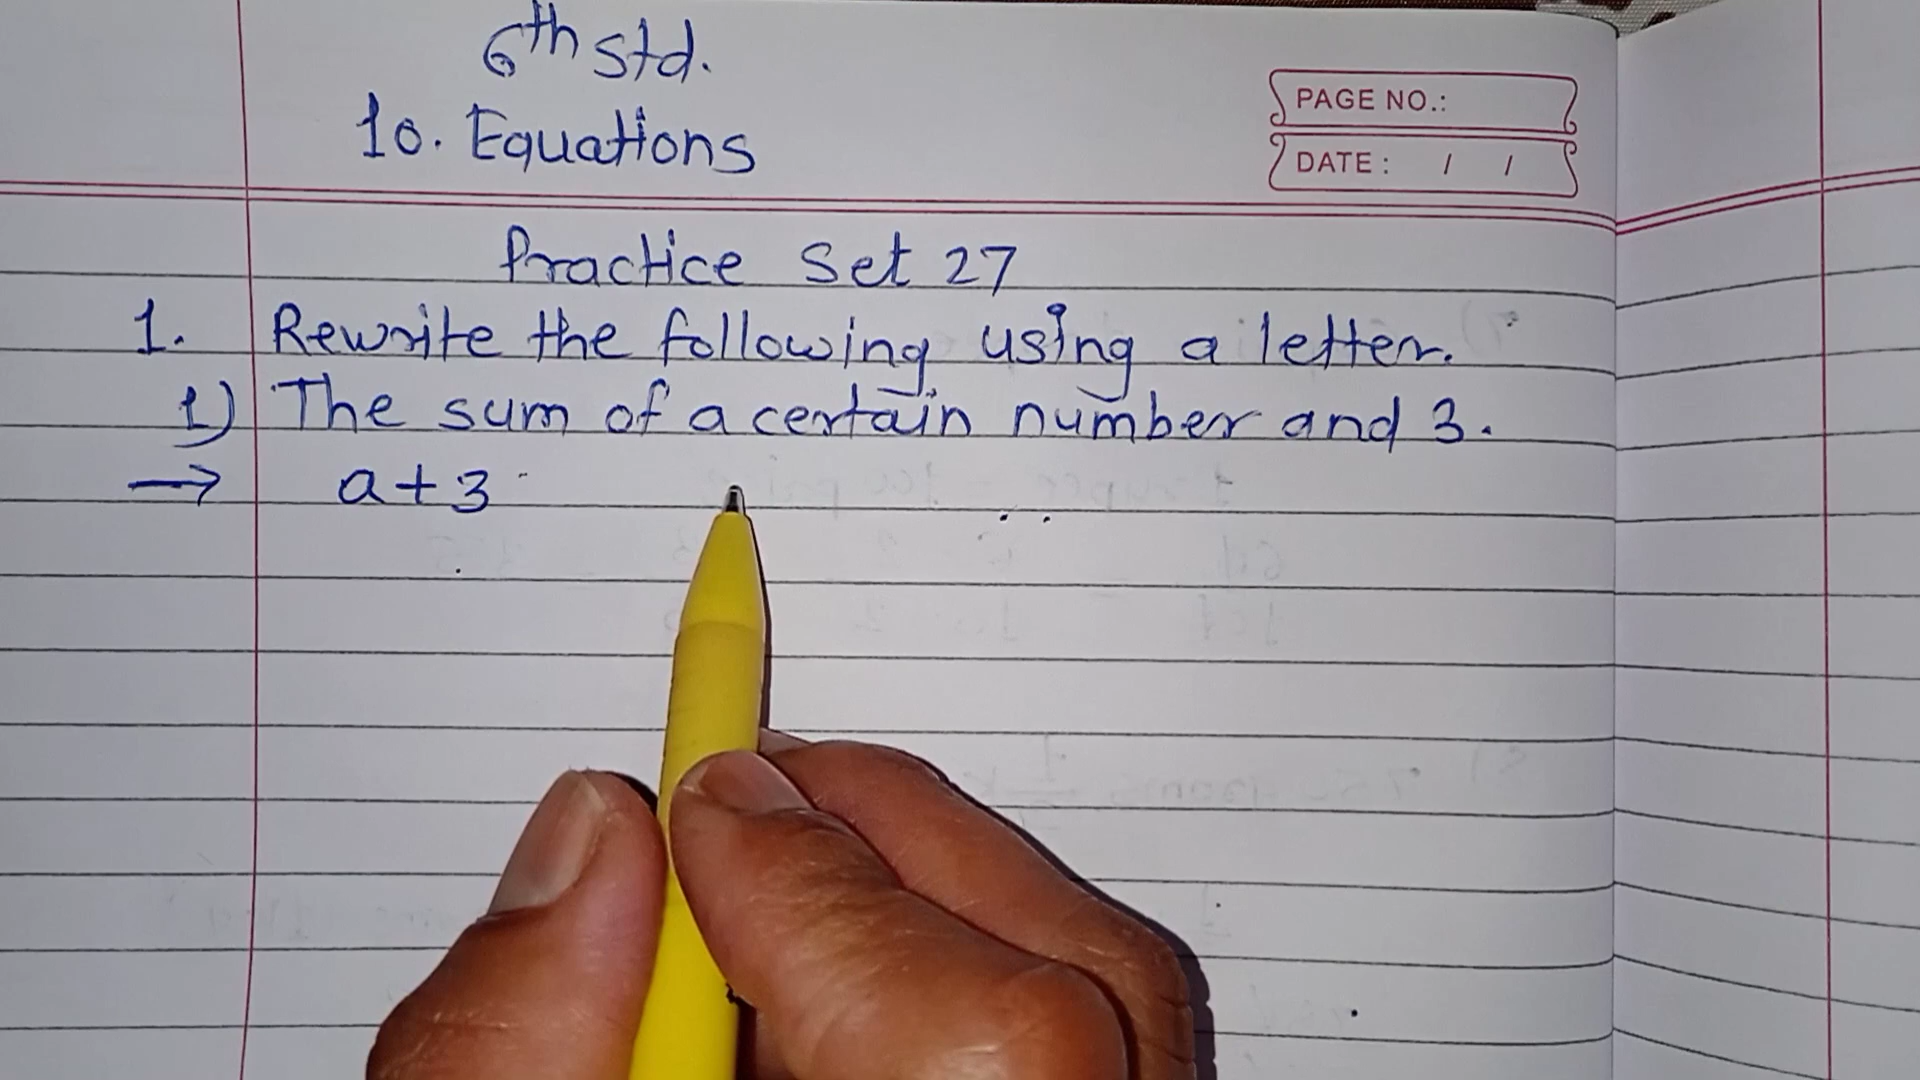 6th std.
10. Equations
PAGE NO.:
DATE : / /
Practice Set 27
1. Rewrite the following using a letter.
1) The sum of a certain number and 3.
→ a+3